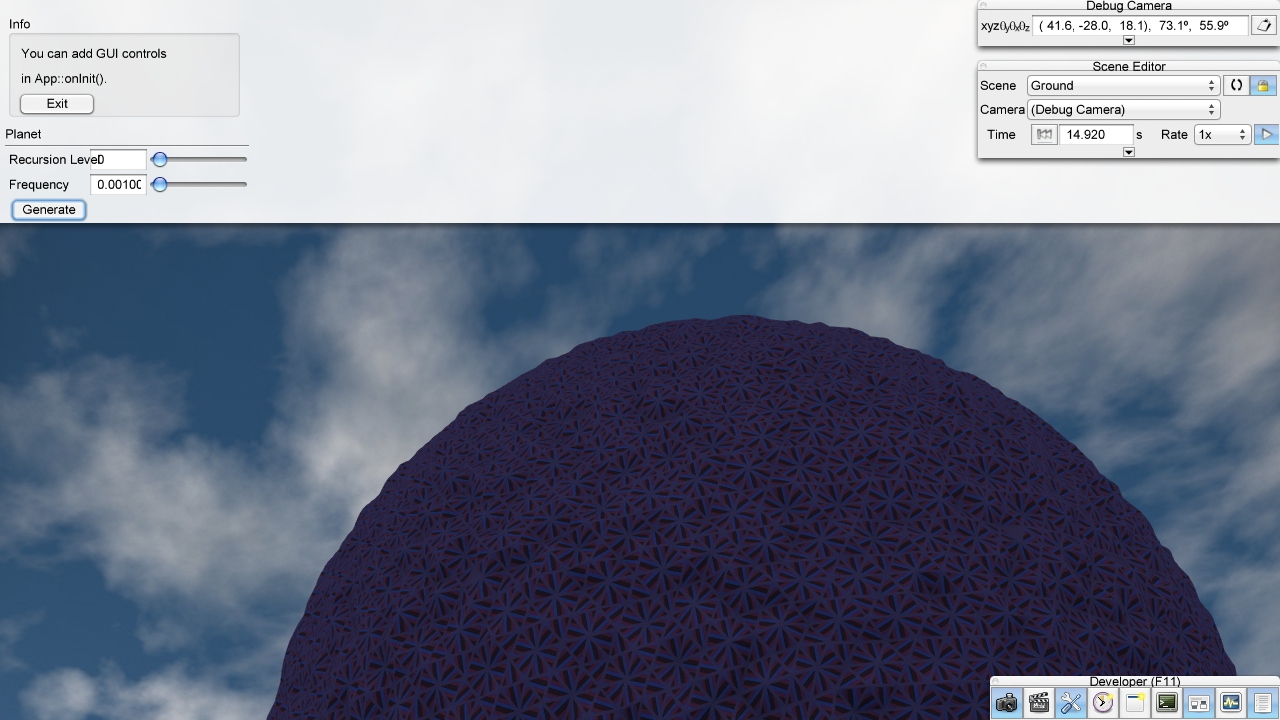 Info
You can add GUI controls
in App::onInit().
Exit
Planet
Recursion Level
Frequency 0.00100
Generate
Debug Camera
( 41.6, -28.0, 18.1), 73.1º, 55.9º
Scene Editor
Scene Ground
Camera (Debug Camera)
Time 14.920 s Rate 1x
Developer (F11)